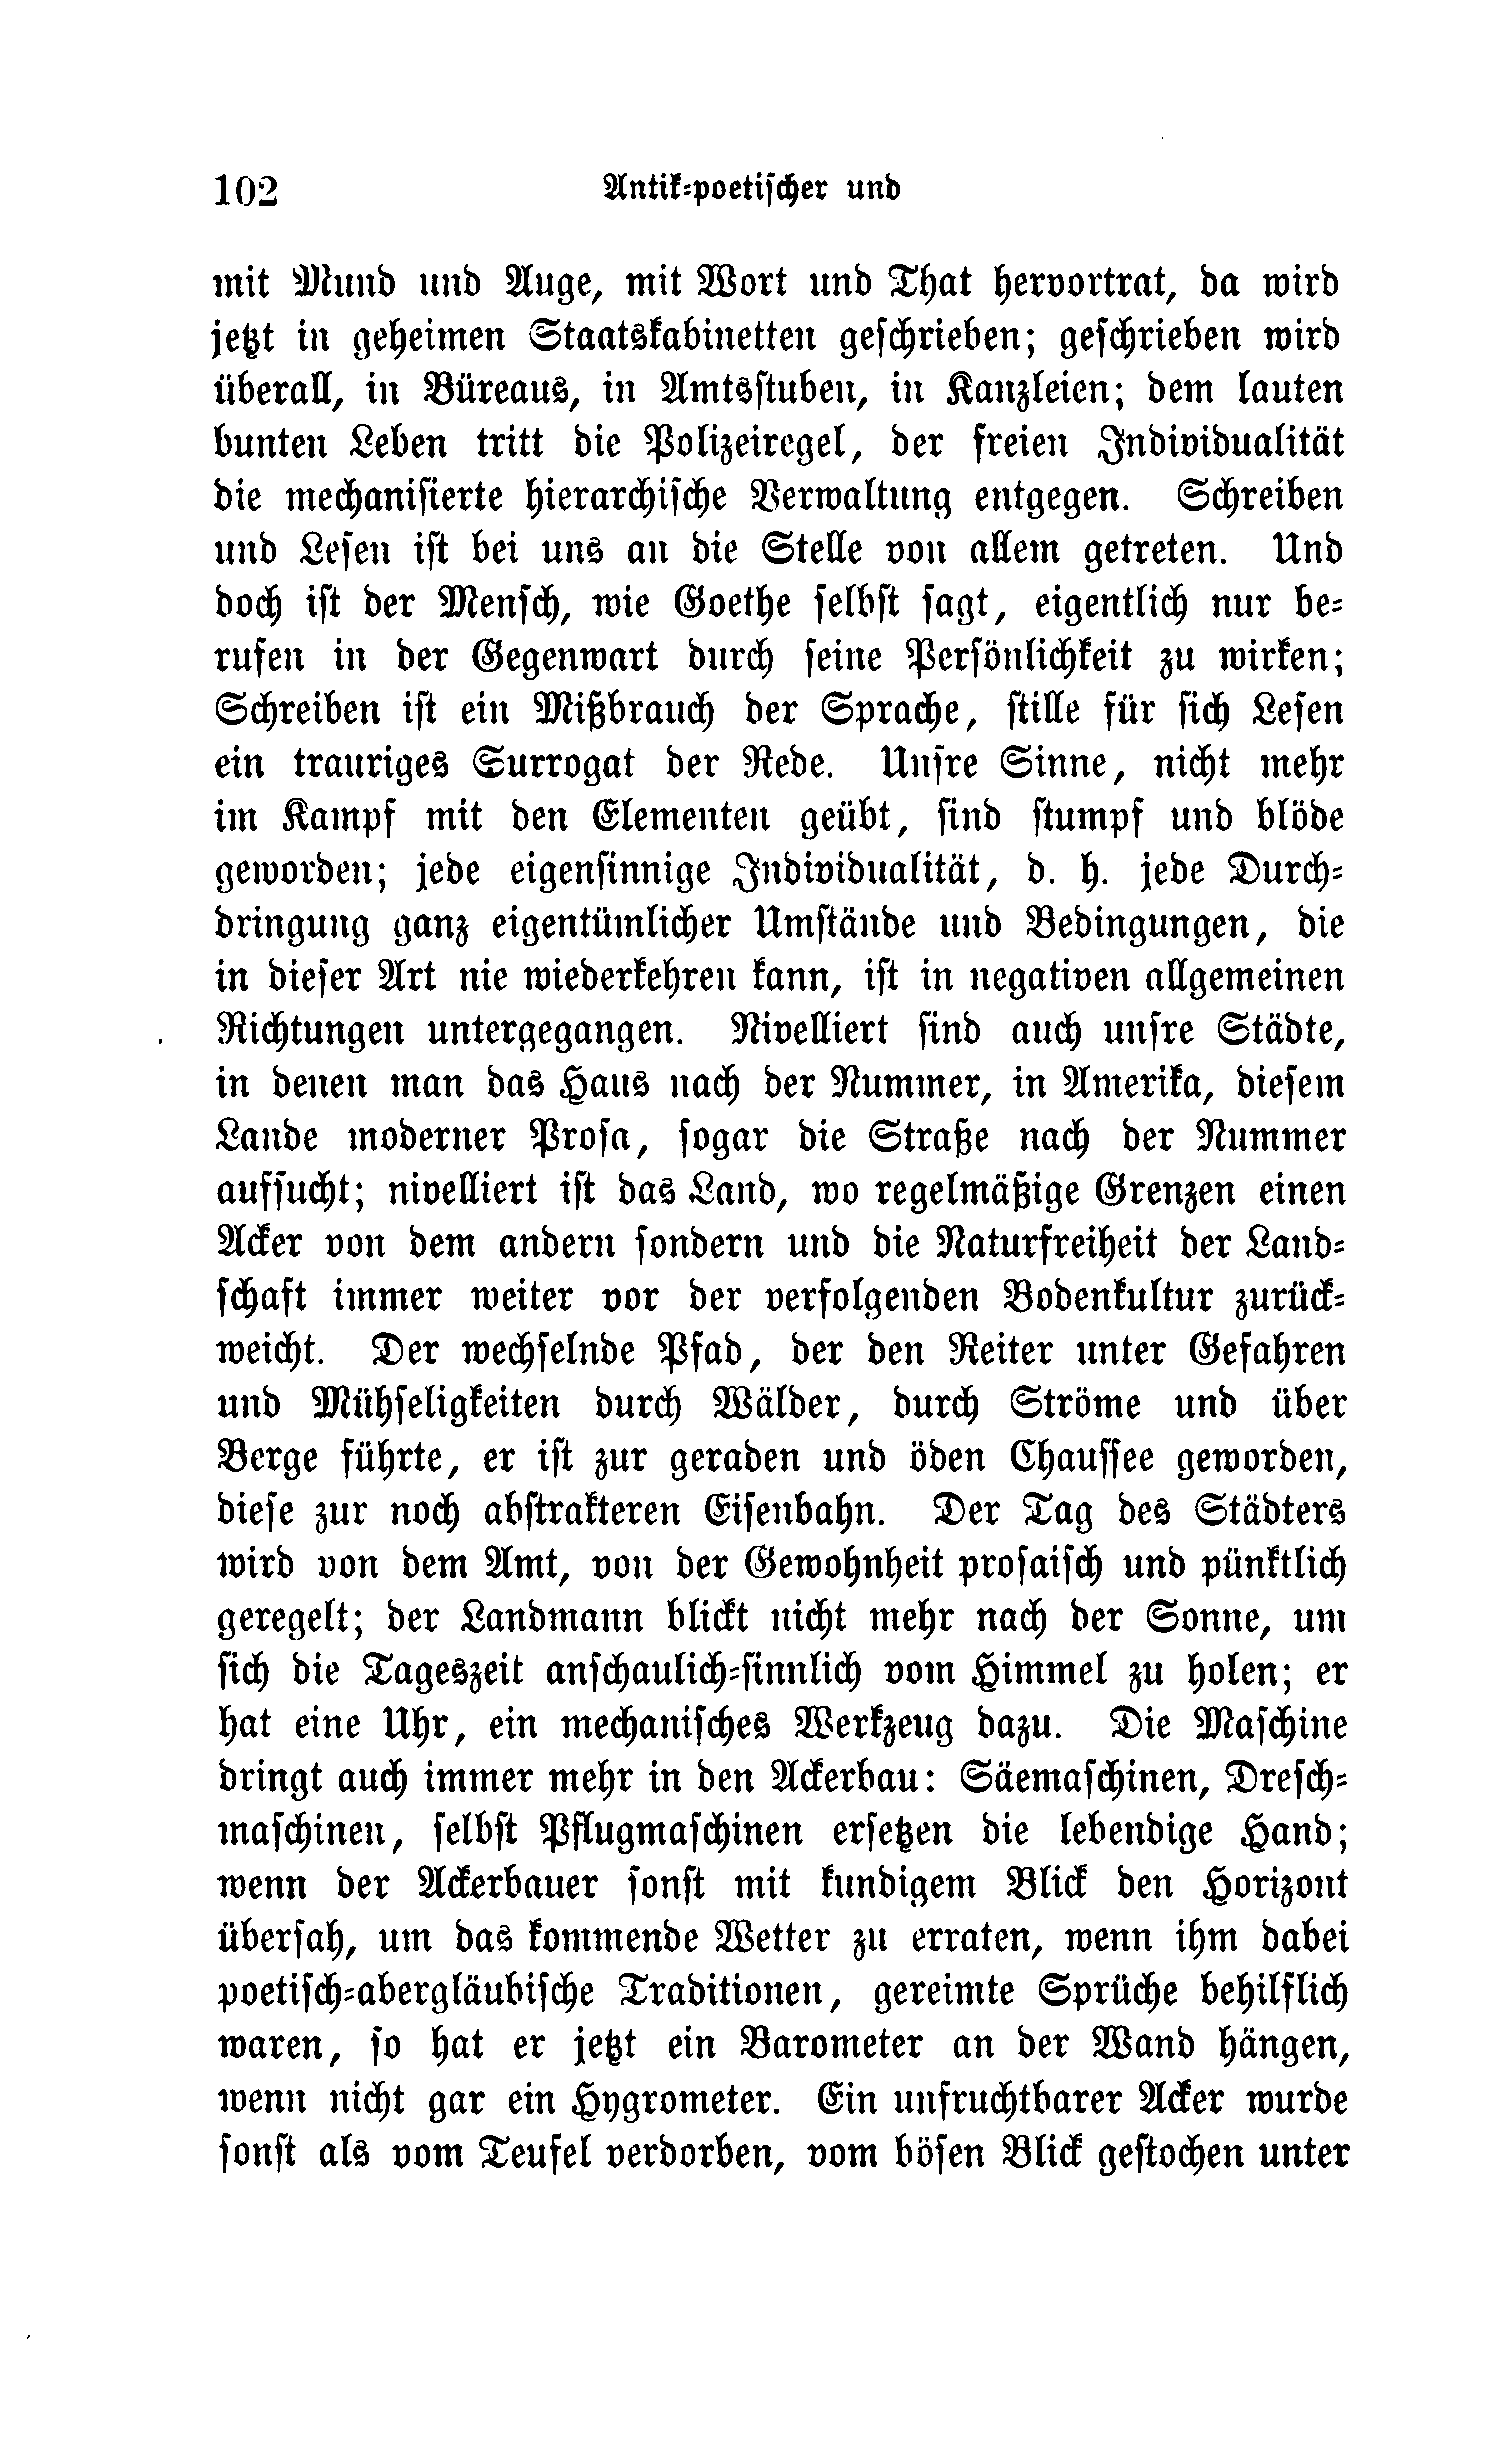 102 Antik=poetiſcher und
mit Mund und Auge, mit Wort und That hervortrat, da wird
jetzt in geheimen Staatskabinetten geſchrieben; geſchrieben wird
überall, in Büreaus, in Amtsſtuben, in Kanzleien; dem lauten
bunten Leben tritt die Polizeiregel, der freien Individualität
die mechaniſierte hierarchiſche Verwaltung entgegen. Schreiben
und Leſen iſt bei uns an die Stelle von allem getreten. Und
doch iſt der Menſch, wie Goethe ſelbſt ſagt, eigentlich nur be=
rufen in der Gegenwart durch ſeine Perſönlichkeit zu wirken;
Schreiben iſt ein Mißbrauch der Sprache, ſtille für ſich Leſen
ein trauriges Surrogat der Rede. Unſre Sinne, nicht mehr
im Kampf mit den Elementen geübt, ſind ſtumpf und blöde
geworden; jede eigenſinnige Individualität, d. h. jede Durch=
bringung ganz eigentümlicher Umſtände und Bedingungen, die
in dieſer Art nie wiederkehren kann, iſt in negativen allgemeinen
Richtungen untergegangen. Nivelliert ſind auch unſre Städte,
in denen man das Haus nach der Nummer, in Amerika, dieſem
Lande moderner Proſa, ſogar die Straße nach der Nummer
aufſucht; nivelliert iſt das Land, wo regelmäßige Grenzen einen
Acker von dem andern ſondern und die Naturfreiheit der Land=
ſchaft immer weiter vor der verfolgenden Bodenkultur zurück=
weicht. Der wechſelnde Pfad, der den Reiter unter Gefahren
und Mühſeligkeiten durch Wälder, durch Ströme und über
Berge führte, er iſt zur geraden und öden Chauſſee geworden,
dieſe zur noch abſtrakteren Eiſenbahn. Der Tag des Städters
wird von dem Amt, von der Gewohnheit proſaiſch und pünktlich
geregelt; der Landmann blickt nicht mehr nach der Sonne, um
ſich die Tageszeit anſchaulich=ſinnlich vom Himmel zu holen; er
hat eine Uhr, ein mechaniſches Werkzeug dazu. Die Maſchine
dringt auch immer mehr in den Ackerbau: Säemaſchinen, Dreſch=
maſchinen, ſelbſt Pflugmaſchinen erſetzen die lebendige Hand;
wenn der Ackerbauer ſonſt mit kundigem Blick den Horizont
überſah, um das kommende Wetter zu erraten, wenn ihm dabei
poetiſch=abergläubiſche Traditionen, gereimte Sprüche behilflich
waren, ſo hat er jetzt ein Barometer an der Wand hängen,
wenn nicht gar ein Hygrometer. Ein unfruchtbarer Acker wurde
ſonſt als vom Teufel verdorben, vom böſen Blick geſtochen unter